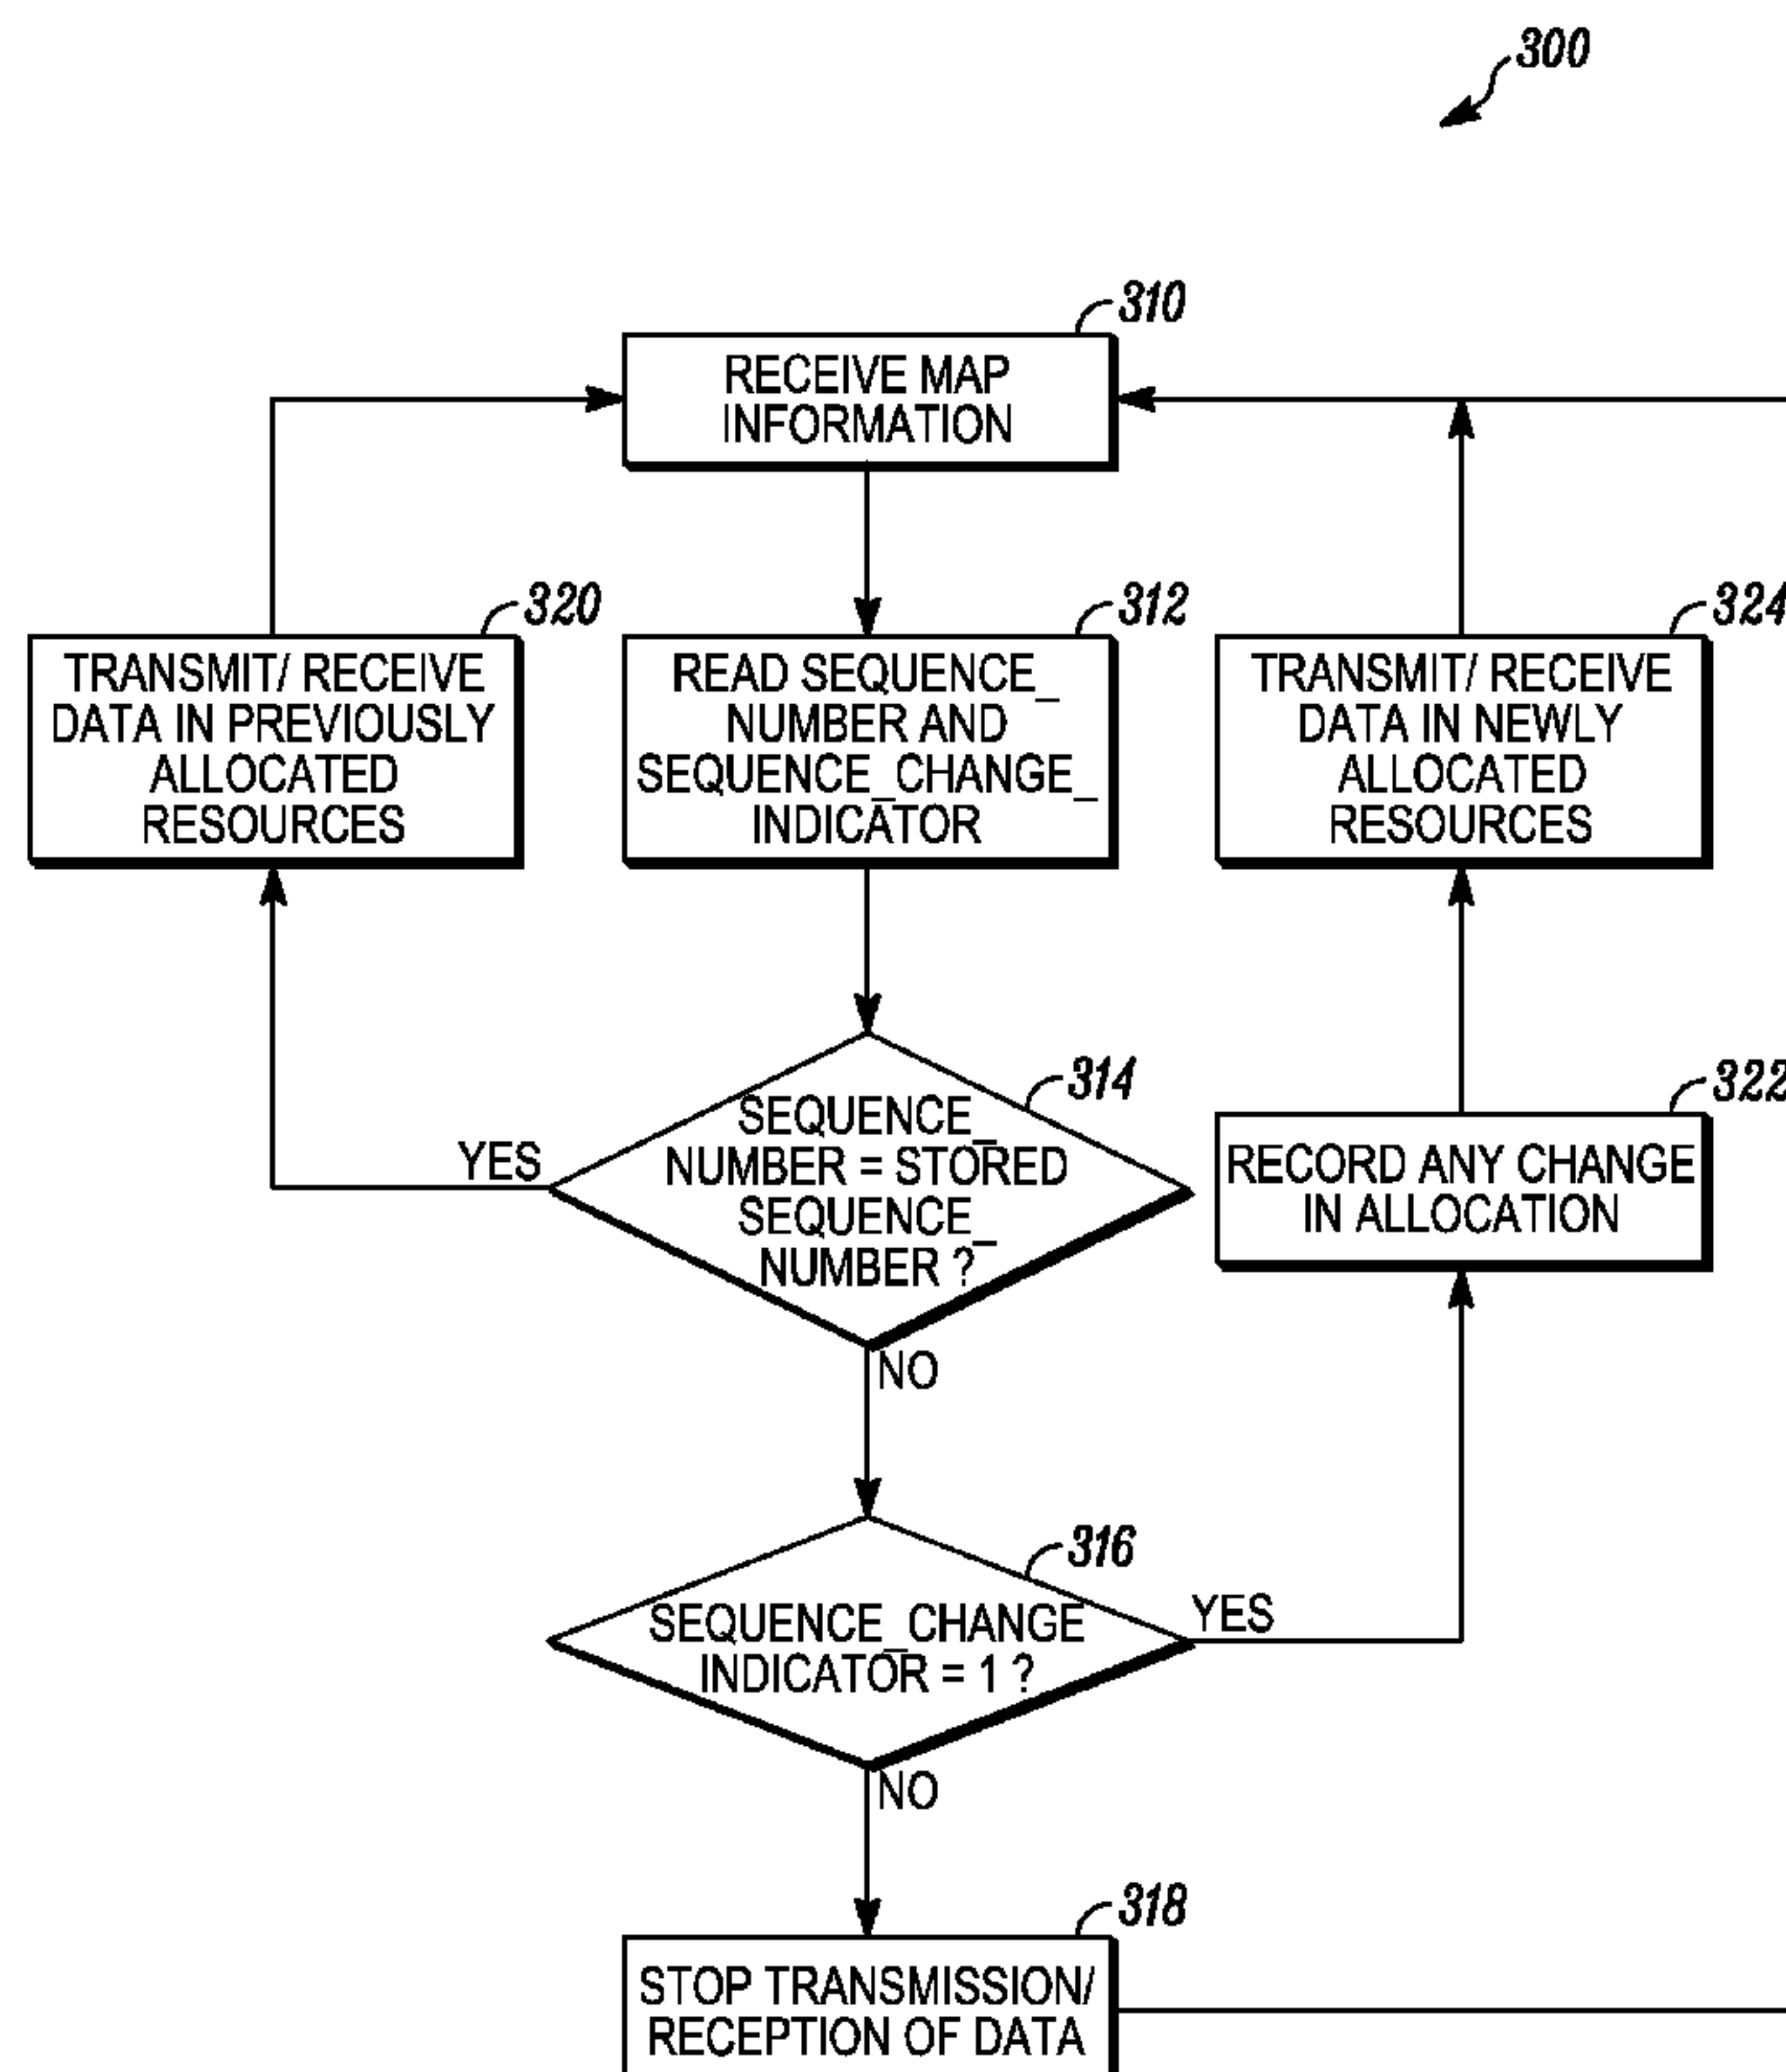 300
310
RECEIVE MAP
INFORMATION
320
TRANSMIT/ RECEIVE
DATA IN PREVIOUSLY
ALLOCATED
RESOURCES
312
READ SEQUENCE_
NUMBER AND
SEQUENCE_CHANGE_
INDICATOR
324
TRANSMIT/ RECEIVE
DATA IN NEWLY
ALLOCATED
RESOURCES
314
SEQUENCE_
NUMBER = STORED
SEQUENCE_
NUMBER ?
YES
NO
322
RECORD ANY CHANGE
IN ALLOCATION
316
SEQUENCE_CHANGE
INDICATOR = 1 ?
YES
NO
318
STOP TRANSMISSION/
RECEPTION OF DATA